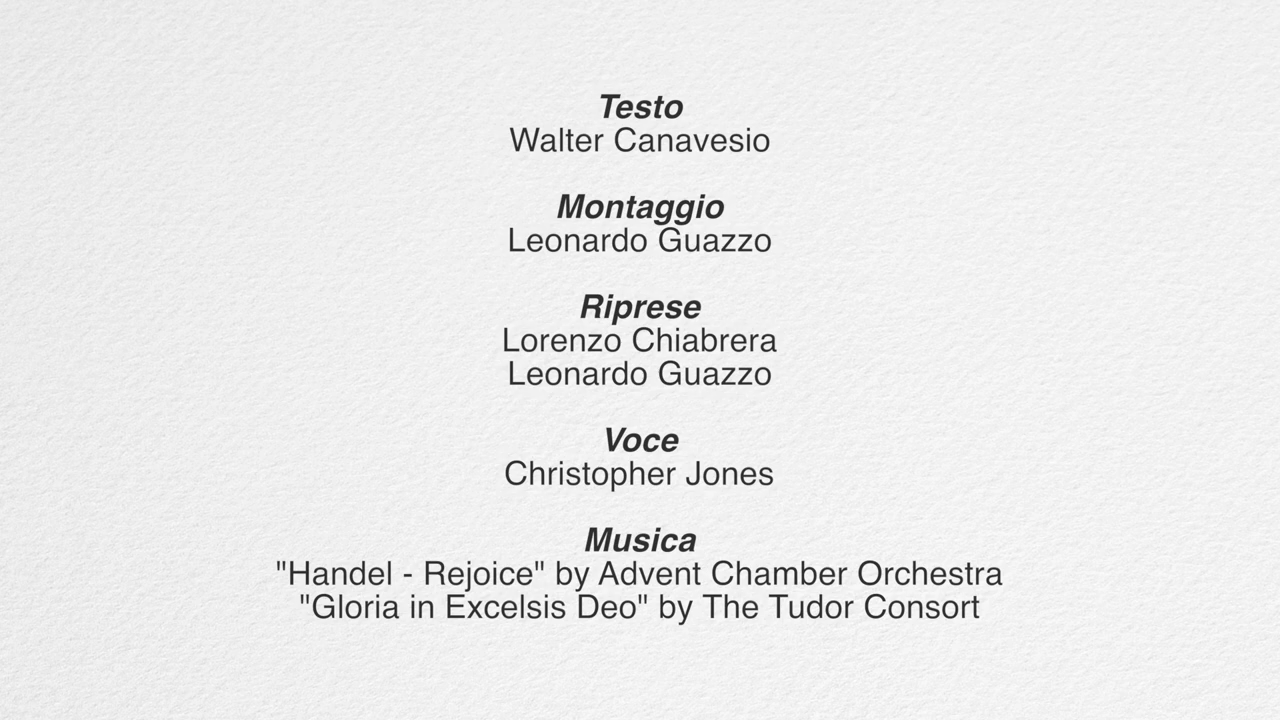 Testo
Walter Canavesio
Montaggio
Leonardo Guazzo
Riprese
Lorenzo Chiabrera
Leonardo Guazzo
Voce
Christopher Jones
Musica
"Handel - Rejoice" by Advent Chamber Orchestra
"Gloria in Excelsis Deo" by The Tudor Consort